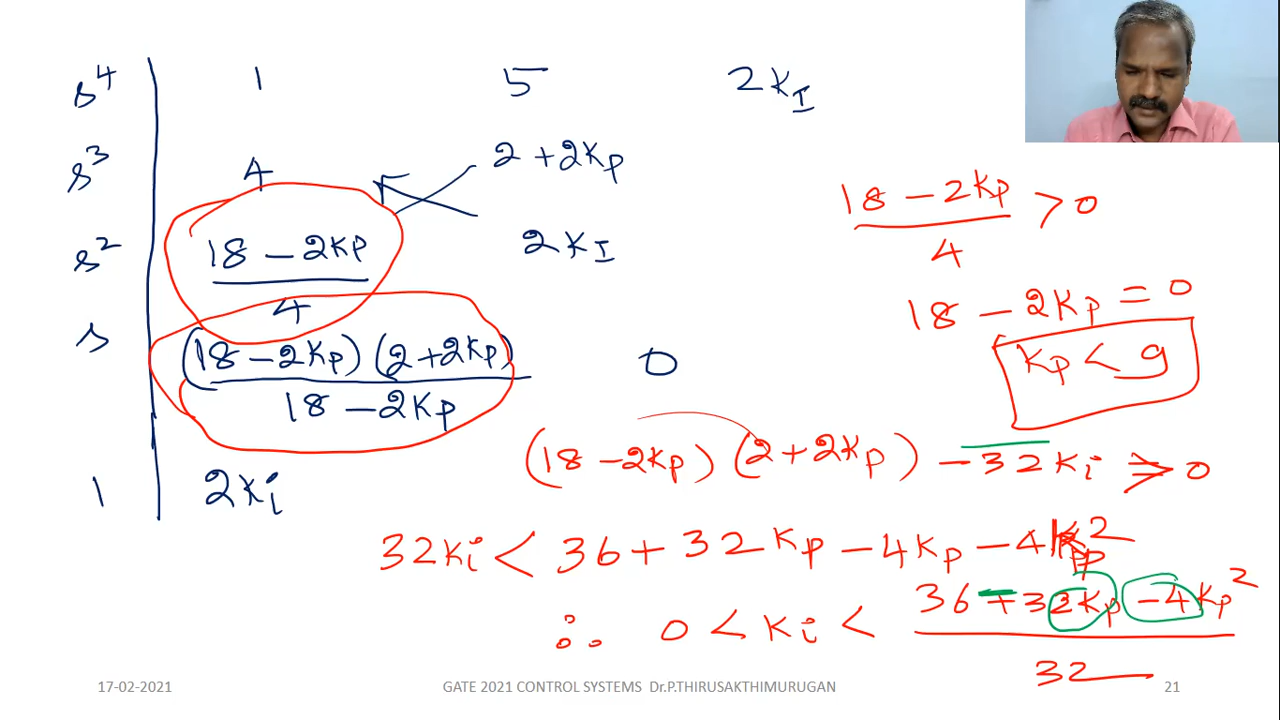 s⁴ 1 5 2K_I
s³ 4 2 + 2Kp
s² (18 − 2Kp)/4 2K_I
s (18 − 2Kp)(2 + 2Kp)/(18 − 2Kp) 0
1 2Ki
(18 − 2Kp)/4 > 0
18 − 2Kp = 0
Kp < 9
(18 − 2Kp)(2 + 2Kp) − 32Ki > 0
32Ki < 36 + 32Kp − 4Kp − 4Kp²
∴ 0 < Ki < (36 + 32Kp − 4Kp²)/32
17-02-2021 GATE 2021 CONTROL SYSTEMS Dr.P.THIRUSAKTHIMURUGAN 21